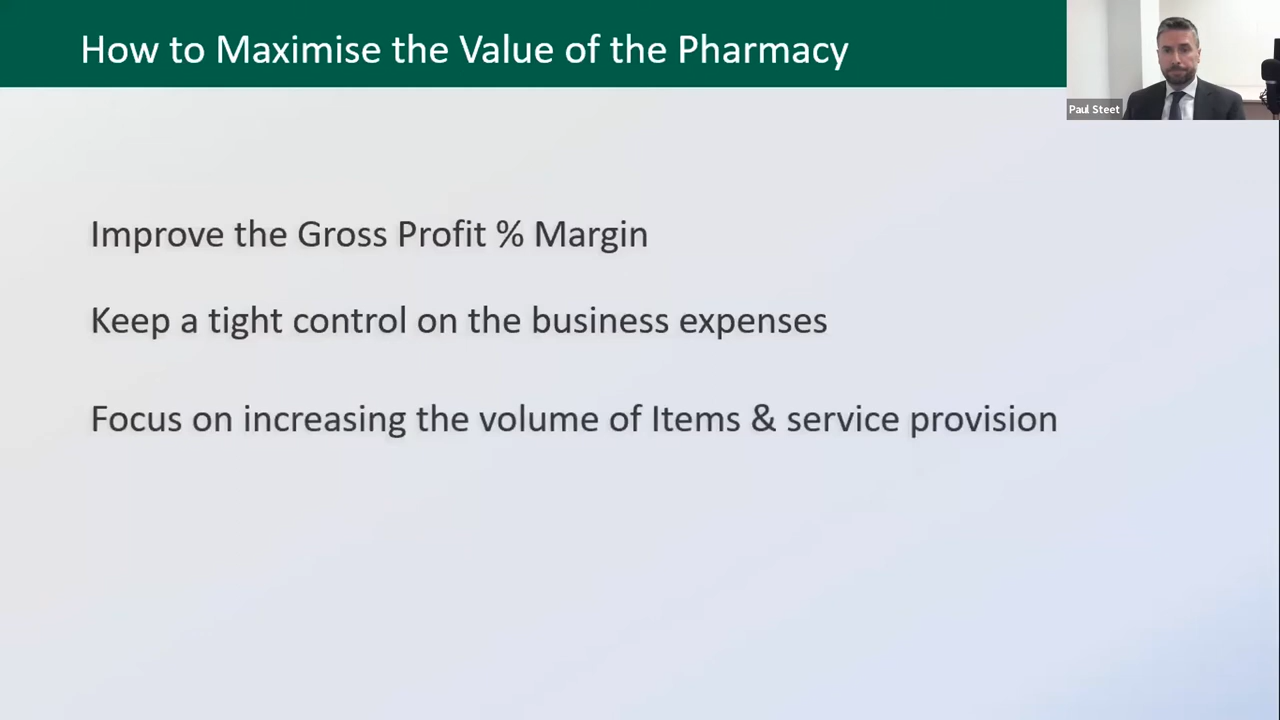 How to Maximise the Value of the Pharmacy
Paul Steet
Improve the Gross Profit % Margin
Keep a tight control on the business expenses
Focus on increasing the volume of Items & service provision